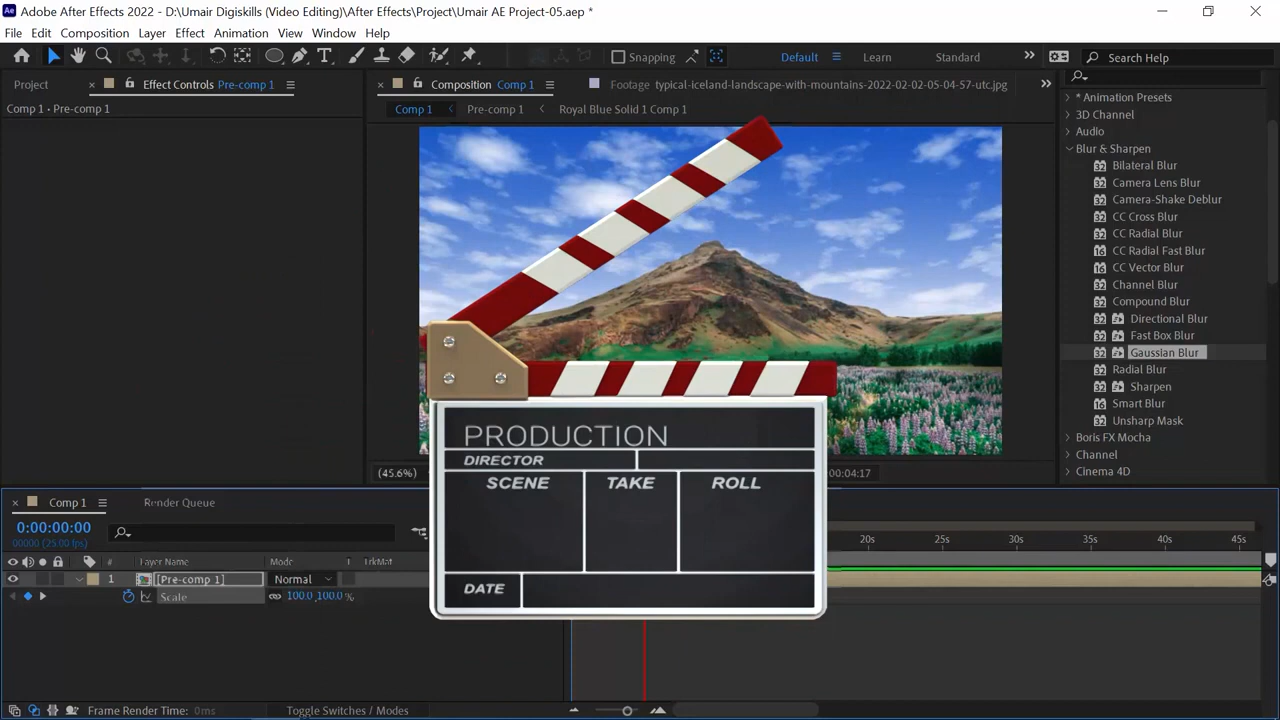 Adobe After Effects 2022 - D:\Umair Digiskills (Video Editing)\After Effects\Project\Umair AE Project-05.aep *
File Edit Composition Layer Effect Animation View Window Help
Snapping Default Learn Standard Search Help
Project Effect Controls Pre-comp 1 Composition Comp 1 Footage typical-iceland-landscape-with-mountains-2022-02-02-05-04-57-utc.jpg
Comp 1 • Pre-comp 1 Comp 1 Pre-comp 1 Royal Blue Solid 1 Comp 1
* Animation Presets
3D Channel
Audio
Blur & Sharpen
Bilateral Blur
Camera Lens Blur
Camera-Shake Deblur
CC Cross Blur
CC Radial Blur
CC Radial Fast Blur
CC Vector Blur
Channel Blur
Compound Blur
Directional Blur
Fast Box Blur
Gaussian Blur
Radial Blur
Sharpen
Smart Blur
Unsharp Mask
Boris FX Mocha
Channel
Cinema 4D
PRODUCTION
DIRECTOR
SCENE TAKE ROLL
DATE
(45.6%) 00:04:17
Comp 1 Render Queue
0:00:00:00
00000 (25.00 fps)
20s 25s 30s 35s 40s 45s
# Layer Name Mode T TrkMat
1 [Pre-comp 1] Normal
Scale 100.0,100.0 %
Frame Render Time: 0ms Toggle Switches / Modes